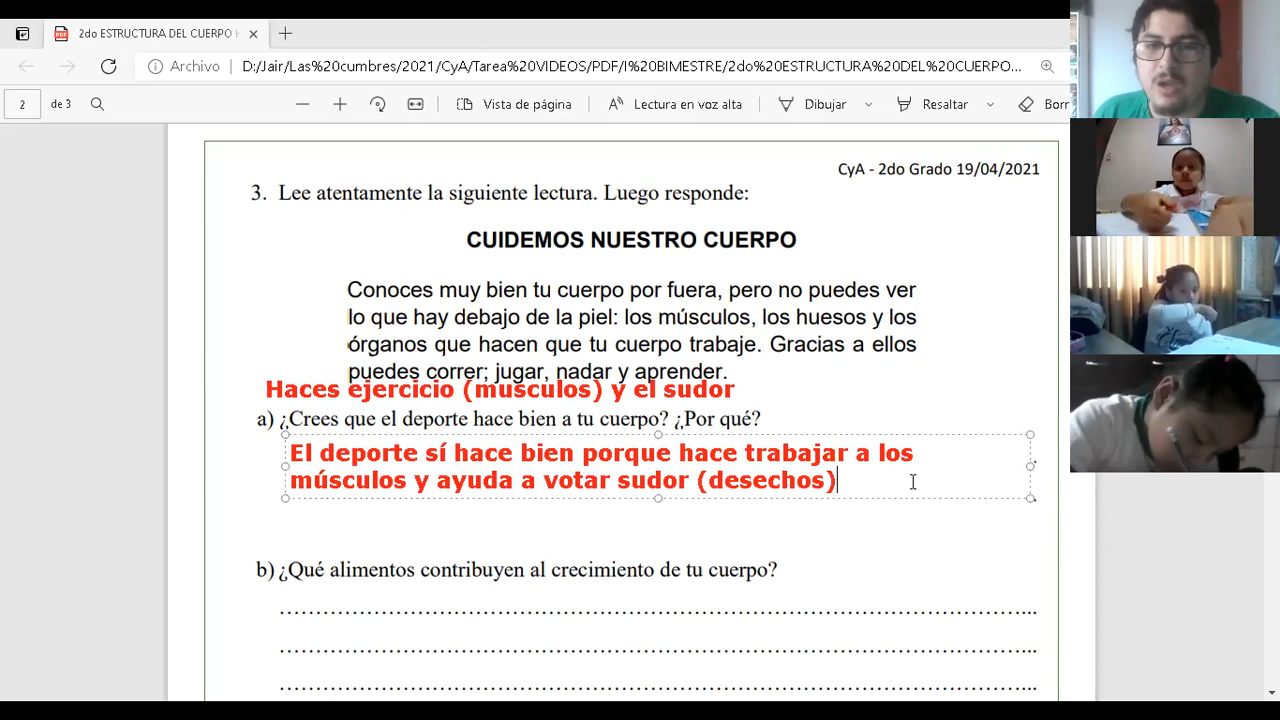 2do ESTRUCTURA DEL CUERPO
Archivo D:/Jair/Las%20cumbres/2021/CyA/Tarea%20VIDEOS/PDF/I%20BIMESTRE/2do%20ESTRUCTURA%20DEL%20CUERPO...
2 de 3 Vista de página Lectura en voz alta Dibujar Resaltar Borr
CyA - 2do Grado 19/04/2021
3. Lee atentamente la siguiente lectura. Luego responde:
CUIDEMOS NUESTRO CUERPO
Conoces muy bien tu cuerpo por fuera, pero no puedes ver
lo que hay debajo de la piel: los músculos, los huesos y los
órganos que hacen que tu cuerpo trabaje. Gracias a ellos
puedes correr; jugar, nadar y aprender.
Haces ejercicio (musculos) y el sudor
a) ¿Crees que el deporte hace bien a tu cuerpo? ¿Por qué?
El deporte sí hace bien porque hace trabajar a los
músculos y ayuda a votar sudor (desechos)
b) ¿Qué alimentos contribuyen al crecimiento de tu cuerpo?